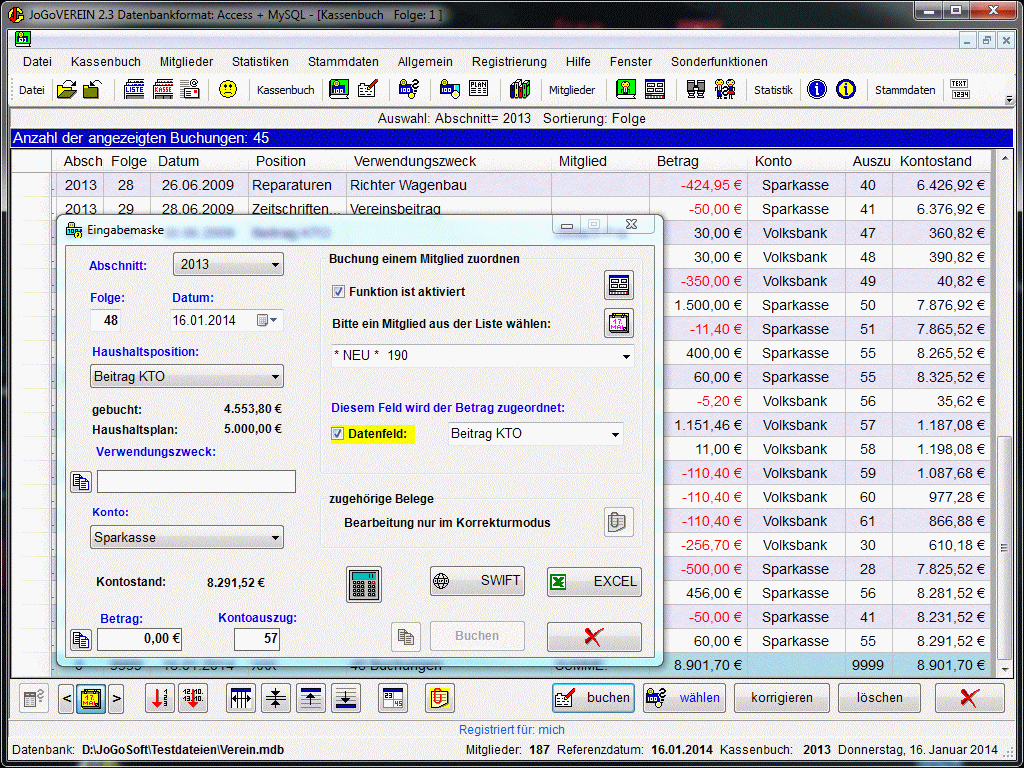 JoGoVEREIN 2.3 Datenbankformat: Access + MySQL - [Kassenbuch   Folge: 1 ]
Datei Kassenbuch Mitglieder Statistiken Stammdaten Allgemein Registrierung Hilfe Fenster Sonderfunktionen
Datei LISTE KASSE Kassenbuch PLAN Mitglieder Statistik Stammdaten TEXT 1234
Auswahl: Abschnitt= 2013   Sortierung: Folge
Anzahl der angezeigten Buchungen: 45
Absch Folge Datum Position Verwendungszweck Mitglied Betrag Konto Auszu Kontostand
2013 28 26.06.2009 Reparaturen Richter Wagenbau -424,95 € Sparkasse 40 6.426,92 €
2013 29 28.06.2009 Zeitschriften... Vereinsbeitrag -50,00 € Sparkasse 41 6.376,92 €
30,00 € Volksbank 47 360,82 €
30,00 € Volksbank 48 390,82 €
-350,00 € Volksbank 49 40,82 €
1.500,00 € Sparkasse 50 7.876,92 €
-11,40 € Sparkasse 51 7.865,52 €
400,00 € Sparkasse 55 8.265,52 €
60,00 € Sparkasse 55 8.325,52 €
-5,20 € Volksbank 56 35,62 €
1.151,46 € Volksbank 57 1.187,08 €
11,00 € Volksbank 58 1.198,08 €
-110,40 € Volksbank 59 1.087,68 €
-110,40 € Volksbank 60 977,28 €
-110,40 € Volksbank 61 866,88 €
-256,70 € Volksbank 30 610,18 €
-500,00 € Sparkasse 28 7.825,52 €
456,00 € Sparkasse 56 8.281,52 €
-50,00 € Sparkasse 41 8.231,52 €
60,00 € Sparkasse 55 8.291,52 €
8.901,70 € 9999 8.901,70 €
Eingabemaske
Abschnitt: 2013
Folge: Datum:
48 16.01.2014
Haushaltsposition:
Beitrag KTO
gebucht: 4.553,80 €
Haushaltsplan: 5.000,00 €
Verwendungszweck:
Konto:
Sparkasse
Kontostand: 8.291,52 €
Betrag: Kontoauszug:
0,00 € 57
Buchung einem Mitglied zuordnen
Funktion ist aktiviert
Bitte ein Mitglied aus der Liste wählen:
* NEU *  190
Diesem Feld wird der Betrag zugeordnet:
Datenfeld: Beitrag KTO
zugehörige Belege
Bearbeitung nur im Korrekturmodus
SWIFT EXCEL
Buchen
< 17. > buchen wählen korrigieren löschen
Registriert für: mich
Datenbank: D:\JoGoSoft\Testdateien\Verein.mdb Mitglieder: 187 Referenzdatum: 16.01.2014 Kassenbuch: 2013 Donnerstag, 16. Januar 2014